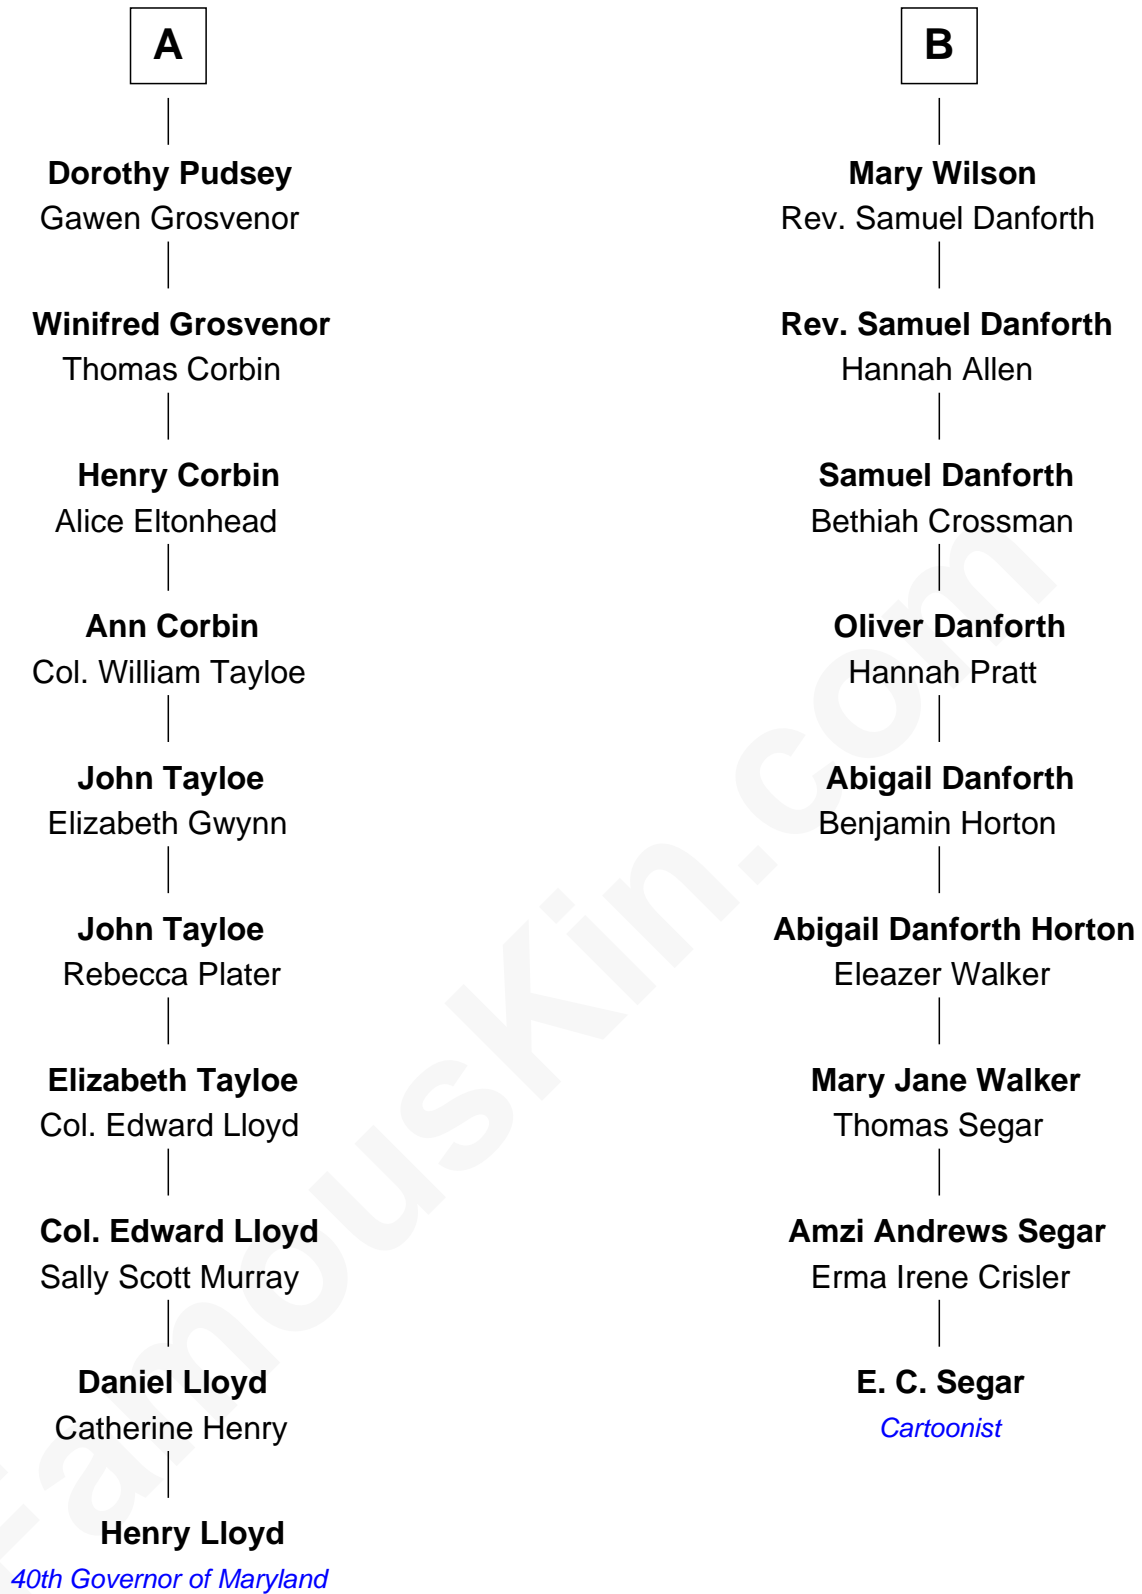 A
Dorothy Pudsey
Gawen Grosvenor
Winifred Grosvenor
Thomas Corbin
Henry Corbin
Alice Eltonhead
Ann Corbin
Col. William Tayloe
John Tayloe
Elizabeth Gwynn
John Tayloe
Rebecca Plater
Elizabeth Tayloe
Col. Edward Lloyd
Col. Edward Lloyd
Sally Scott Murray
Daniel Lloyd
Catherine Henry
Henry Lloyd
40th Governor of Maryland
B
Mary Wilson
Rev. Samuel Danforth
Rev. Samuel Danforth
Hannah Allen
Samuel Danforth
Bethiah Crossman
Oliver Danforth
Hannah Pratt
Abigail Danforth
Benjamin Horton
Abigail Danforth Horton
Eleazer Walker
Mary Jane Walker
Thomas Segar
Amzi Andrews Segar
Erma Irene Crisler
E. C. Segar
Cartoonist
FamousKin.com